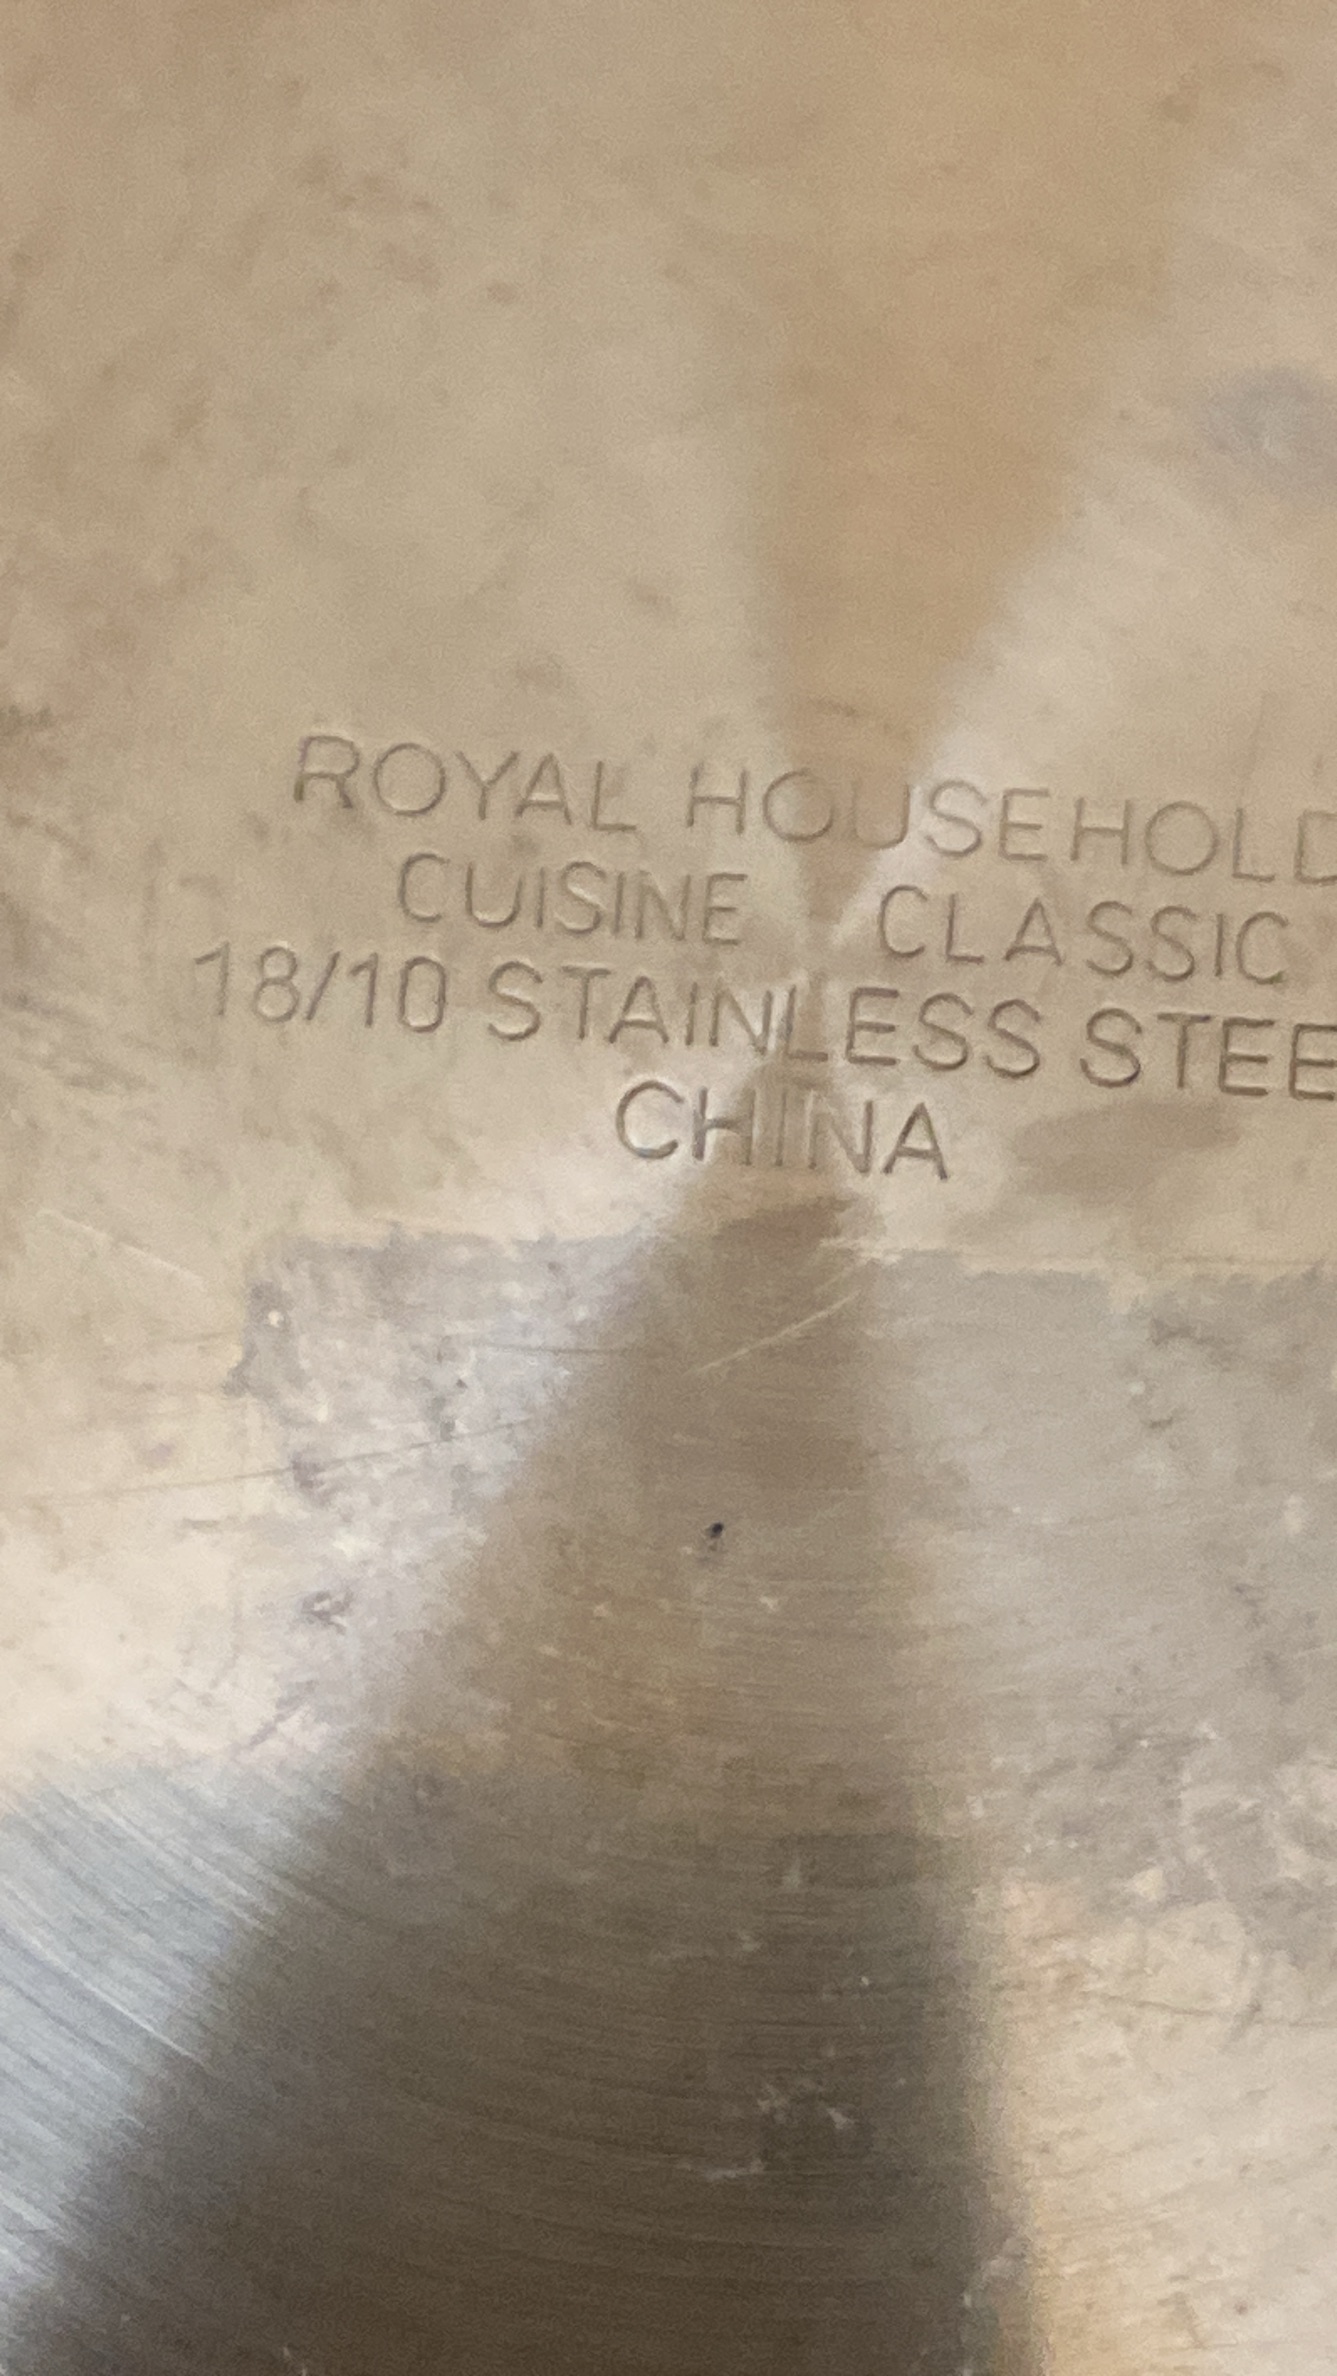 ROYAL HOUSEHOLD
CUISINE CLASSIC
18/10 STAINLESS STEE
CHINA